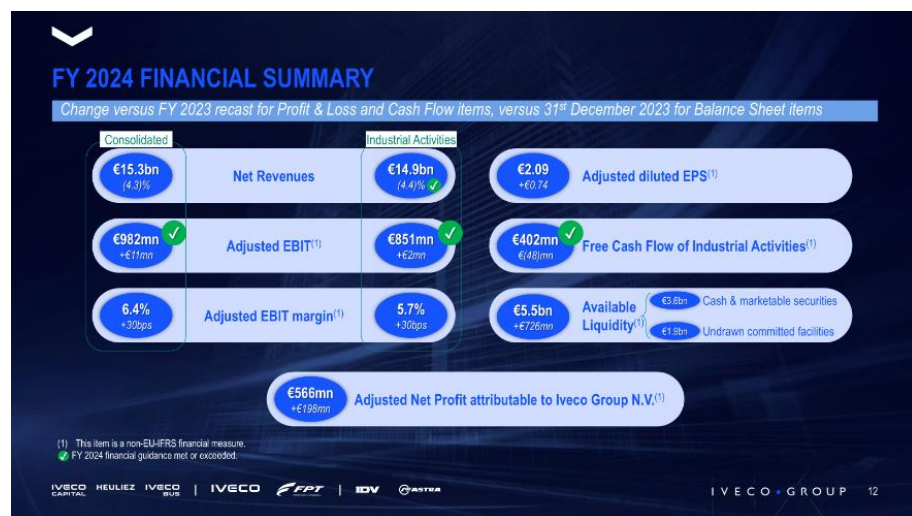 FY 2024 FINANCIAL SUMMARY
Change versus FY 2023 recast for Profit & Loss and Cash Flow items, versus 31st December 2023 for Balance Sheet items
Consolidated
Industrial Activities
€15.3bn
(4.3)%
Net Revenues
€14.9bn
(4.4)%
€2.09
+€0.74
Adjusted diluted EPS(1)
€982mn
+€11mn
Adjusted EBIT(1)
€851mn
+€2mn
€402mn
€(48)mn
Free Cash Flow of Industrial Activities(1)
6.4%
+30bps
Adjusted EBIT margin(1)
5.7%
+30bps
€5.5bn
+€726mn
Available
Liquidity(1)
€3.6bn Cash & marketable securities
€1.9bn Undrawn committed facilities
€566mn
+€198mn
Adjusted Net Profit attributable to Iveco Group N.V.(1)
(1) This item is a non-EU-IFRS financial measure.
FY 2024 financial guidance met or exceeded.
IVECO CAPITAL HEULIEZ IVECO BUS | IVECO FPT | IDV ASTRA
IVECO•GROUP 12